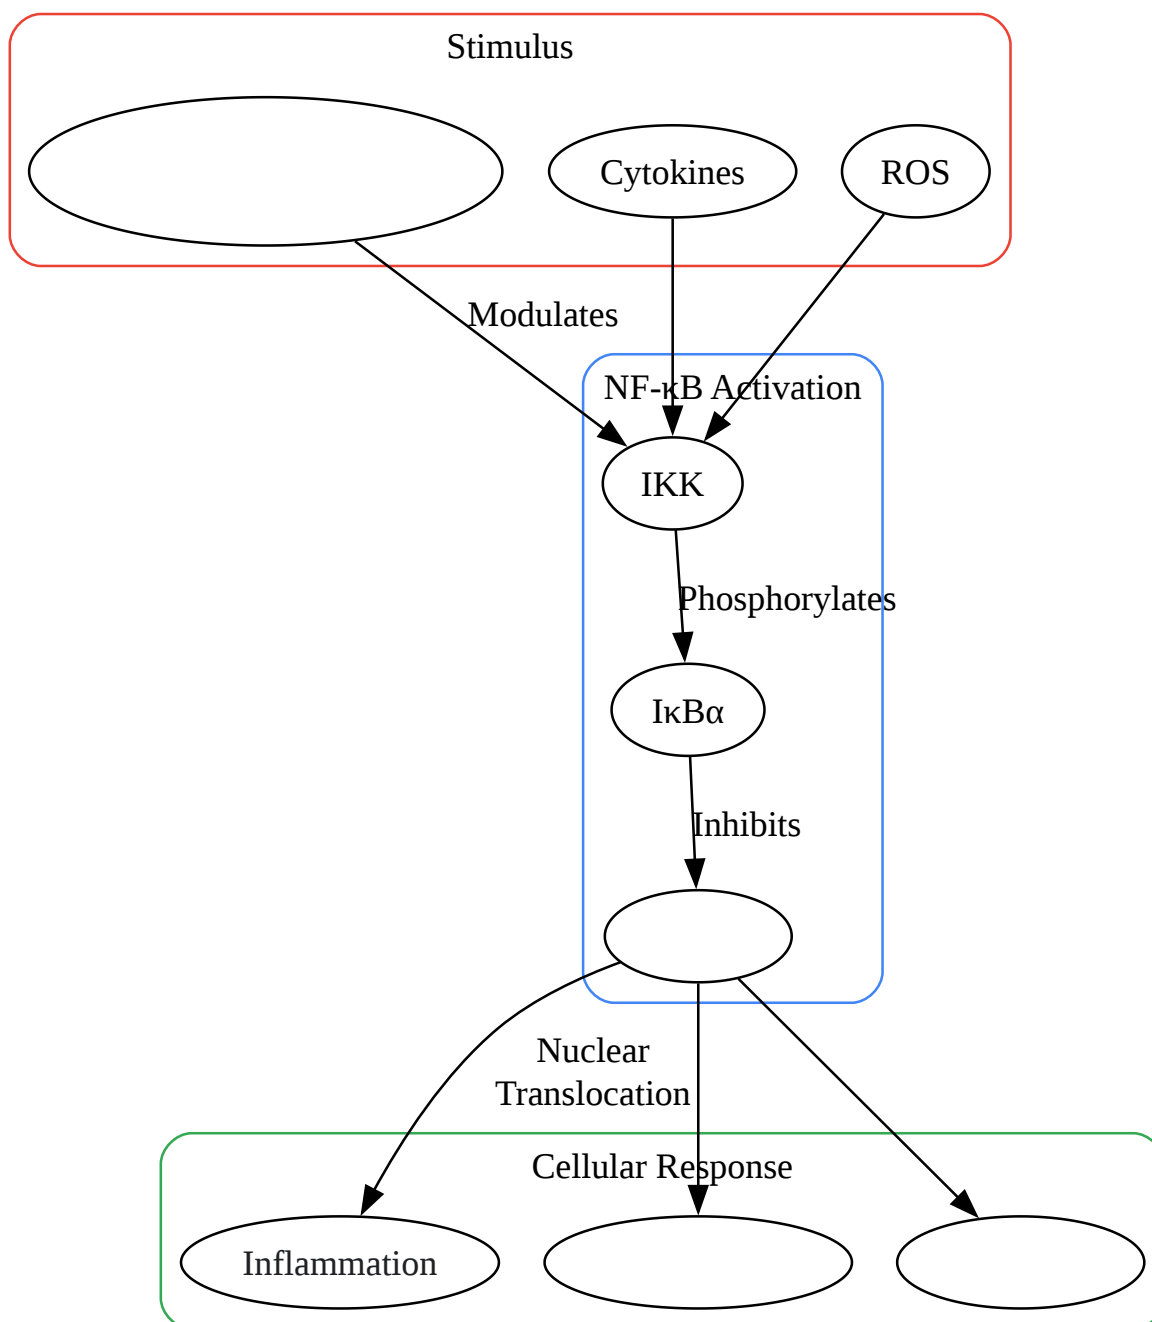 Stimulus
Cytokines
ROS
Modulates
NF-κB Activation
IKK
Phosphorylates
IκBα
Inhibits
Nuclear
Translocation
Cellular Response
Inflammation